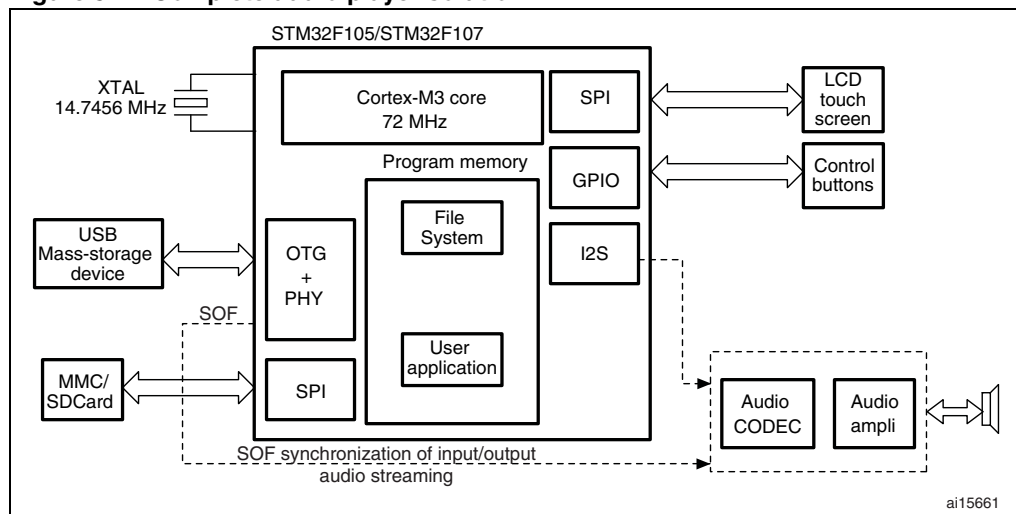 STM32F105/STM32F107
XTAL
14.7456 MHz
Cortex-M3 core
72 MHz
SPI
LCD
touch
screen
Program memory
GPIO
Control
buttons
File
System
I2S
USB
Mass-storage
device
OTG
+
PHY
SOF
User
application
MMC/
SDCard
SPI
Audio
CODEC
Audio
ampli
SOF synchronization of input/output
audio streaming
ai15661